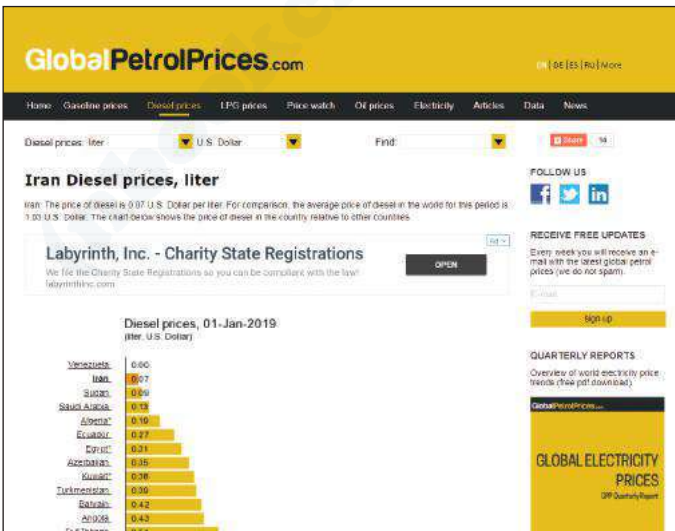 GlobalPetrolPrices.com
EN | DE | ES | RU | More
Home Gasoline prices Diesel prices LPG prices Price watch Oil prices Electricity Articles Data News
Diesel prices: liter U.S. Dollar Find:
Share 14
Iran Diesel prices, liter
Iran: The price of diesel is 0.07 U.S. Dollar per liter. For comparison, the average price of diesel in the world for this period is
1.03 U.S. Dollar. The chart below shows the price of diesel in the country relative to other countries.
Ad
Labyrinth, Inc. - Charity State Registrations
We file the Charity State Registrations so you can be compliant with the law!
labyrinthinc.com
OPEN
Diesel prices, 01-Jan-2019
(liter, U.S. Dollar)
Venezuela 0.00
Iran 0.07
Sudan 0.09
Saudi Arabia 0.13
Algeria* 0.19
Ecuador 0.27
Egypt* 0.31
Azerbaijan 0.35
Kuwait* 0.38
Turkmenistan 0.39
Bahrain 0.42
Angola 0.43
FOLLOW US
RECEIVE FREE UPDATES
Every week you will receive an e-
mail with the latest global petrol
prices (we do not spam).
E-mail
Sign up
QUARTERLY REPORTS
Overview of world electricity price
trends (free pdf download)
GlobalPetrolPrices.com
GLOBAL ELECTRICITY
PRICES
GPP Quarterly Report